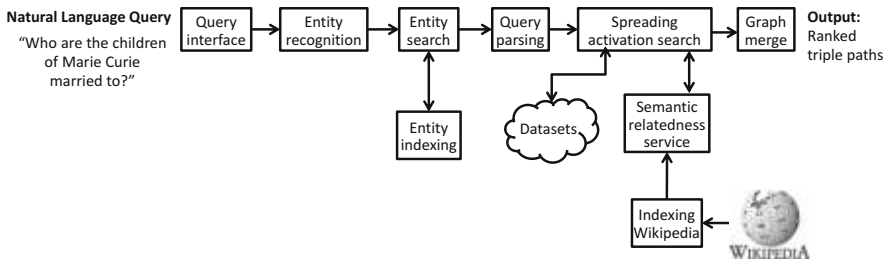 Natural Language Query
"Who are the children
of Marie Curie
married to?"
Query
interface
Entity
recognition
Entity
search
Query
parsing
Spreading
activation search
Graph
merge
Output:
Ranked
triple paths
Entity
indexing
Datasets
Semantic
relatedness
service
Indexing
Wikipedia
WIKIPEDIA